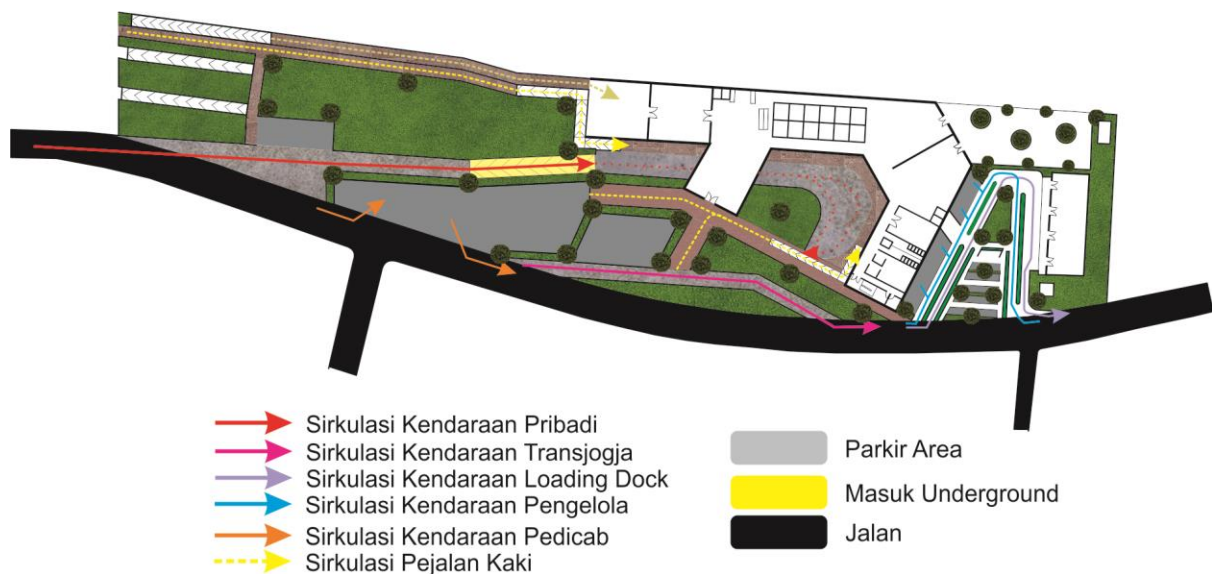 Sirkulasi Kendaraan Pribadi
Sirkulasi Kendaraan Transjogja
Sirkulasi Kendaraan Loading Dock
Sirkulasi Kendaraan Pengelola
Sirkulasi Kendaraan Pedicab
Sirkulasi Pejalan Kaki
Parkir Area
Masuk Underground
Jalan